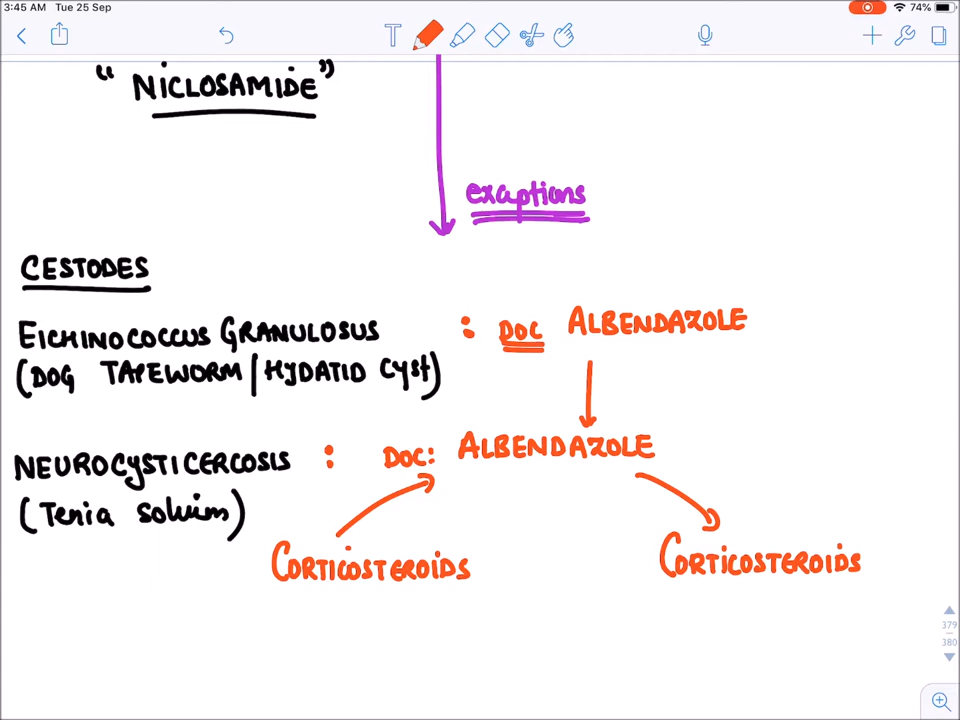 3:45 AM Tue 25 Sep
74%
T
"NICLOSAMIDE"
exceptions
CESTODES
EICHINOCOCCUS GRANULOSUS : DOC ALBENDAZOLE
(DOG TAPEWORM / HYDATID Cyst)
NEUROCYSTICERCOSIS : DOC: ALBENDAZOLE
(Tenia solium)
CORTICOSTEROIDS CORTICOSTEROIDS
379
380